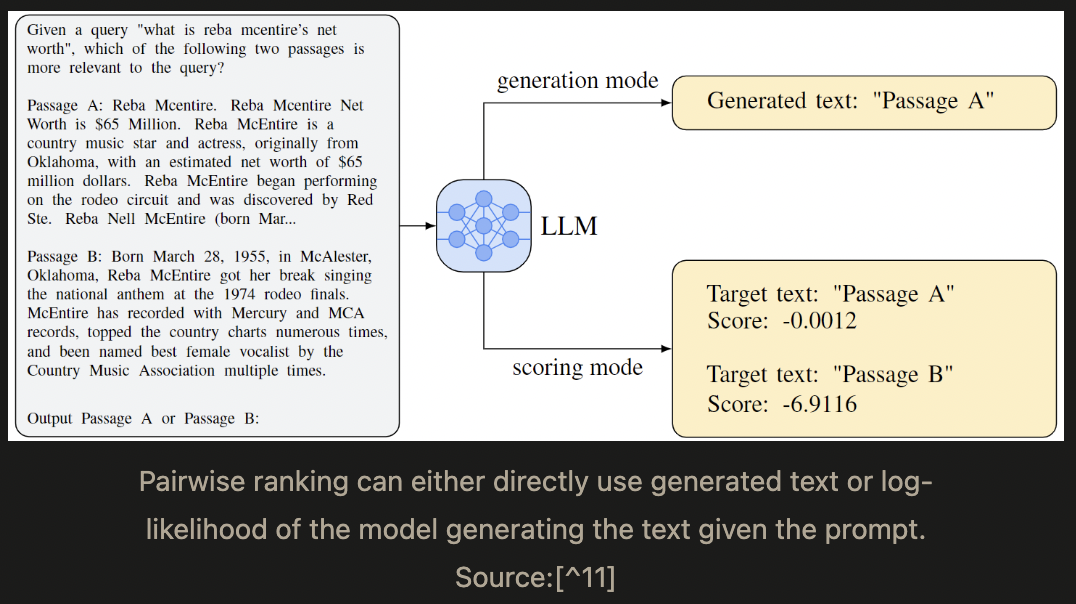 Given a query "what is reba mcentire's net
worth", which of the following two passages is
more relevant to the query?
Passage A: Reba Mcentire. Reba Mcentire Net
Worth is $65 Million. Reba McEntire is a
country music star and actress, originally from
Oklahoma, with an estimated net worth of $65
million dollars. Reba McEntire began performing
on the rodeo circuit and was discovered by Red
Ste. Reba Nell McEntire (born Mar...
Passage B: Born March 28, 1955, in McAlester,
Oklahoma, Reba McEntire got her break singing
the national anthem at the 1974 rodeo finals.
McEntire has recorded with Mercury and MCA
records, topped the country charts numerous times,
and been named best female vocalist by the
Country Music Association multiple times.
Output Passage A or Passage B:
LLM
generation mode
Generated text: "Passage A"
scoring mode
Target text: "Passage A"
Score: -0.0012
Target text: "Passage B"
Score: -6.9116
Pairwise ranking can either directly use generated text or log-
likelihood of the model generating the text given the prompt.
Source:[^11]